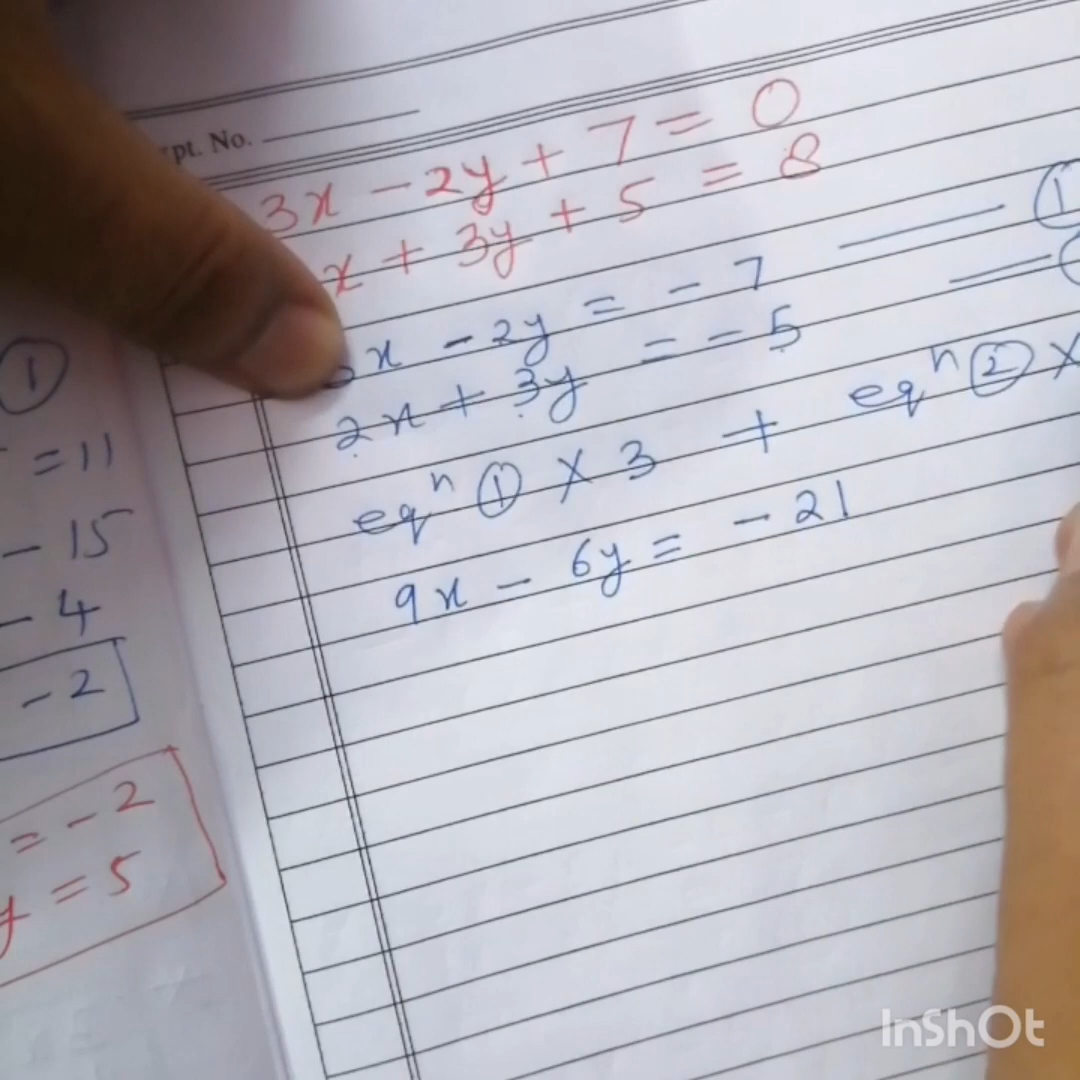 pt. No.
3x - 2y + 7 = 0
x + 3y + 5 = 8
x - 2y = - 7 ①
2x + 3y = - 5
eqⁿ ① × 3 + eqⁿ ② ×
9x - 6y = - 21
①
= 11
- 15
- 4
- 2
= - 2
y = 5
InShOt